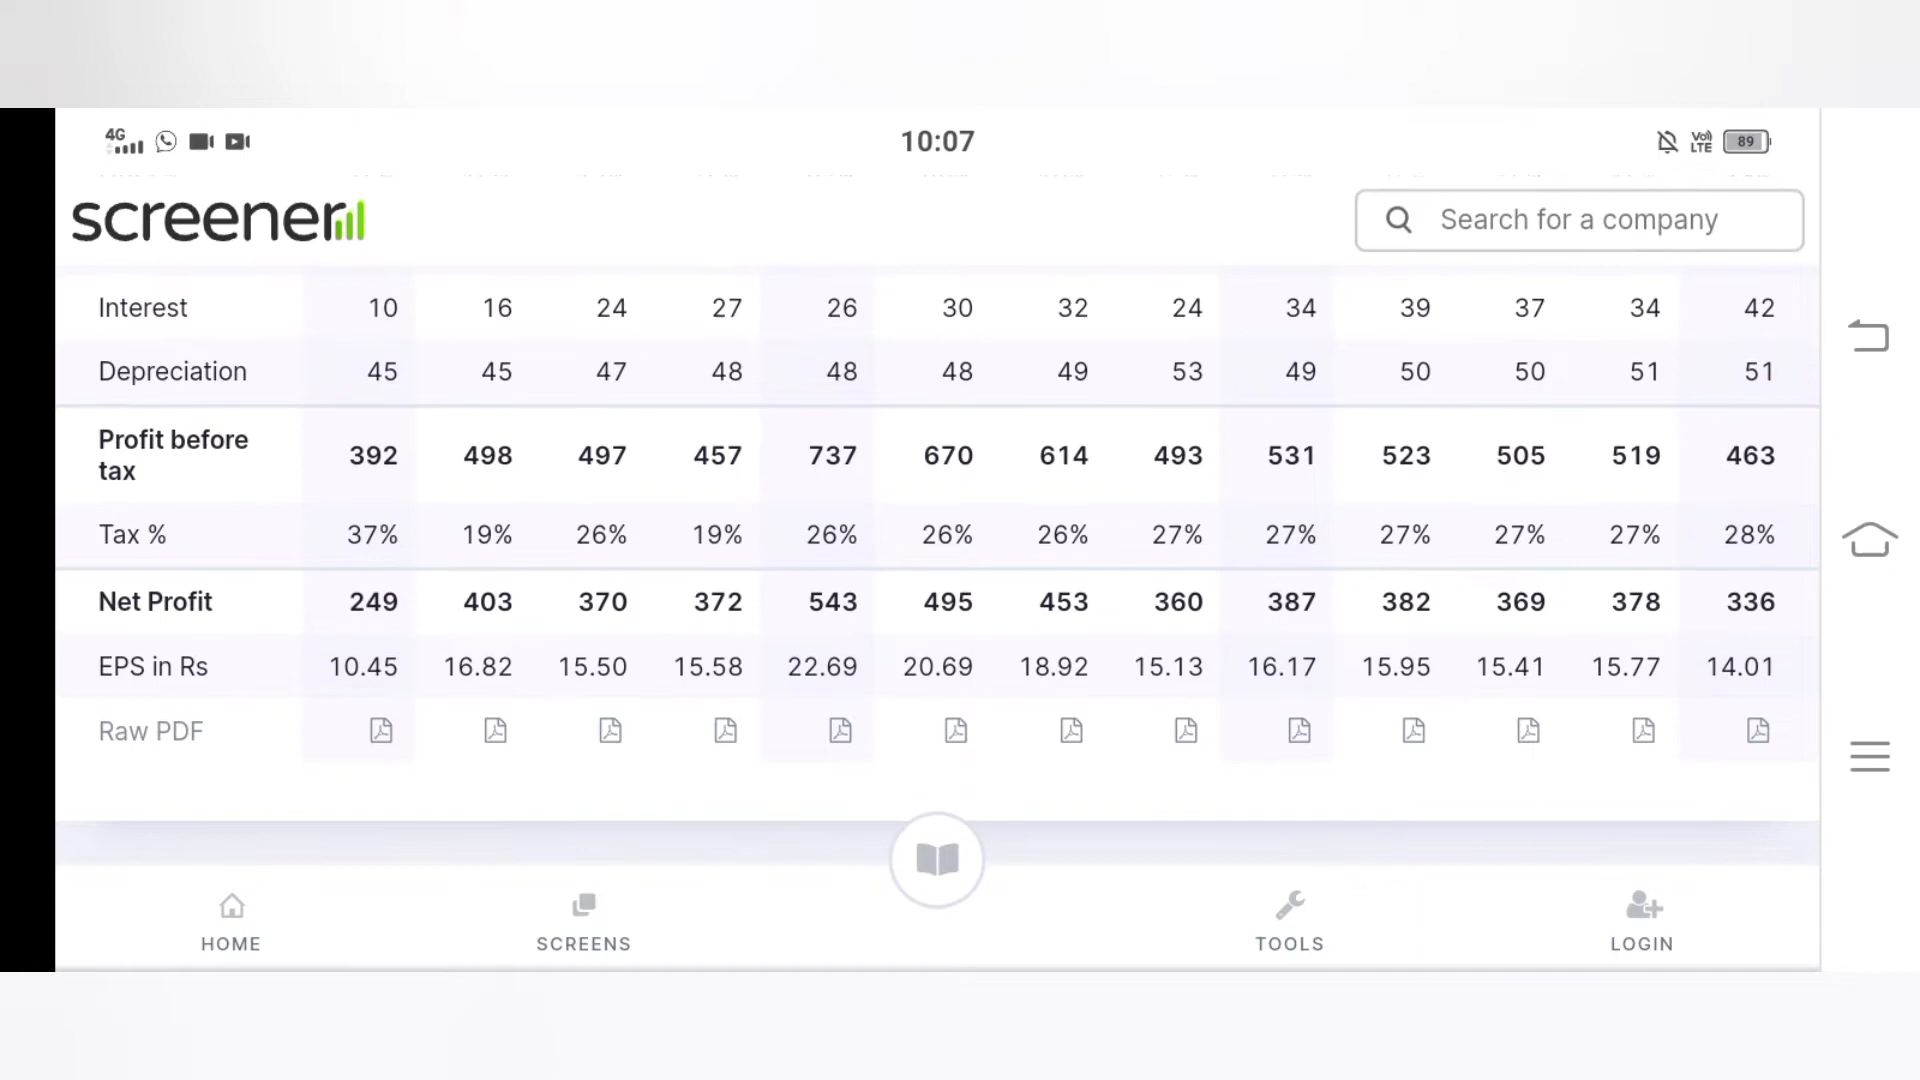 4G 10:07 Vol) LTE 89
screener Search for a company
Interest 10 16 24 27 26 30 32 24 34 39 37 34 42
Depreciation 45 45 47 48 48 48 49 53 49 50 50 51 51
Profit before
tax 392 498 497 457 737 670 614 493 531 523 505 519 463
Tax % 37% 19% 26% 19% 26% 26% 26% 27% 27% 27% 27% 27% 28%
Net Profit 249 403 370 372 543 495 453 360 387 382 369 378 336
EPS in Rs 10.45 16.82 15.50 15.58 22.69 20.69 18.92 15.13 16.17 15.95 15.41 15.77 14.01
Raw PDF
HOME SCREENS TOOLS LOGIN